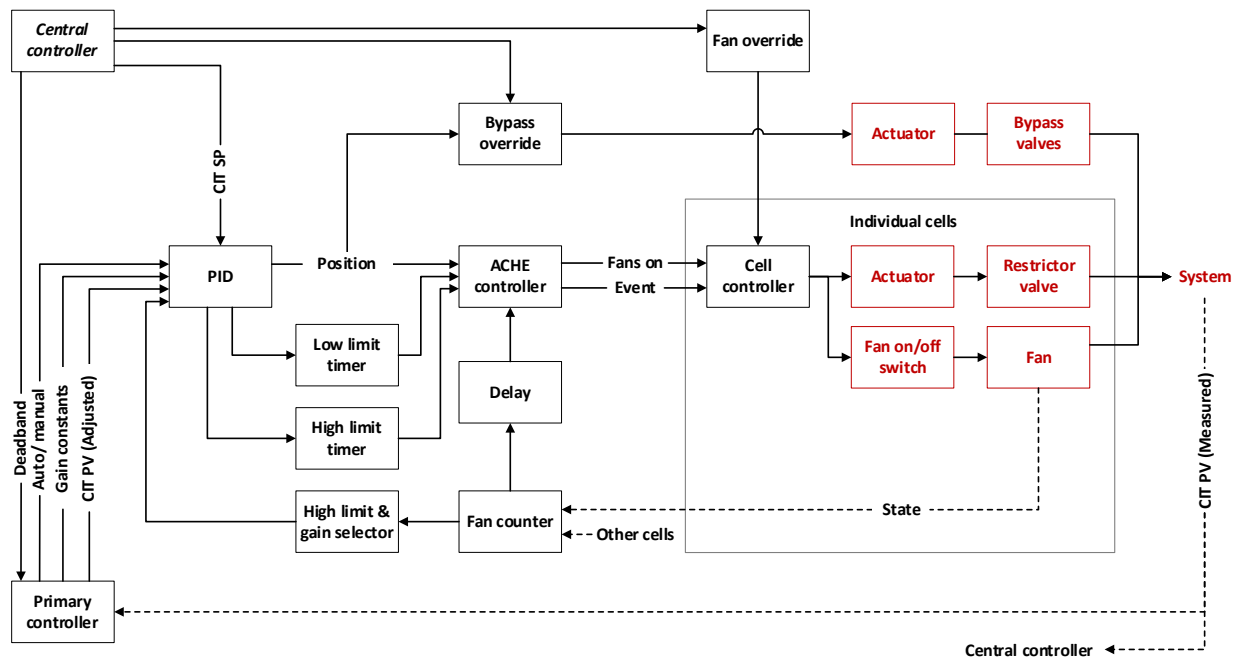 Central
controller
Fan override
Bypass
override
Actuator
Bypass
valves
CIT SP
Individual cells
PID
Position
ACHE
controller
Fans on
Event
Cell
controller
Actuator
Restrictor
valve
System
Low limit
timer
Fan on/off
switch
Fan
Delay
High limit
timer
Deadband
Auto/ manual
Gain constants
CIT PV (Adjusted)
CIT PV (Measured)
High limit &
gain selector
Fan counter
State
Other cells
Primary
controller
Central controller